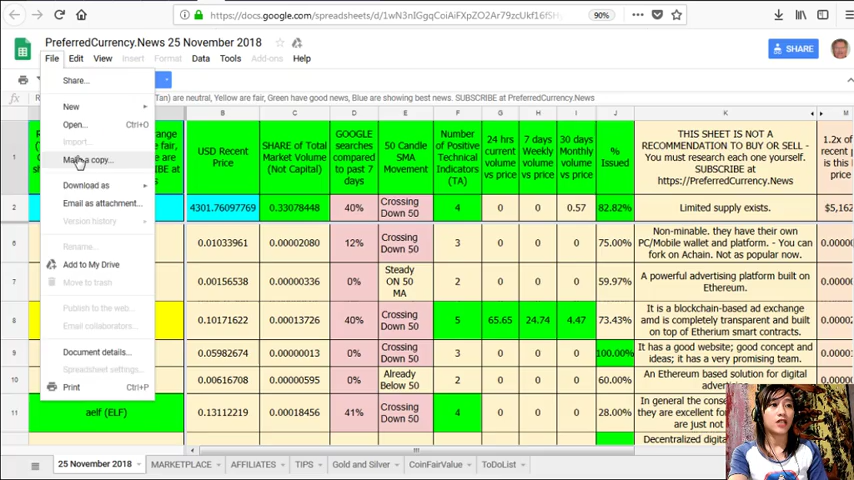 https://docs.google.com/spreadsheets/d/1wN3nIGgqCoiAiFXpZO2Ar79zcUkf16f5H
90%
PreferredCurrency.News 25 November 2018
File Edit View Insert Format Data Tools Add-ons Help
SHARE
(Tan) are neutral, Yellow are fair, Green have good news, Blue are showing best news. SUBSCRIBE at PreferredCurrency.News
Share...
New
Open... Ctrl+O
Import...
Make a copy...
Download as
Email as attachment...
Version history
Rename...
Add to My Drive
Move to trash
Publish to the web...
Email collaborators...
Document details...
Spreadsheet settings...
Print Ctrl+P
B C D E F G H I J K M
1
USD Recent
Price
SHARE of Total
Market Volume
(Not Capital)
GOOGLE
searches
compared
to past 7
days
50 Candle
SMA
Movement
Number
of Positive
Technical
Indicators
(TA)
24 hrs
current
volume
vs price
7 days
Weekly
volume
vs price
30 days
Monthly
volume
vs price
%
Issued
THIS SHEET IS NOT A
RECOMMENDATION TO BUY OR SELL -
You must research each one yourself.
SUBSCRIBE at
https://PreferredCurrency.News
1.2x of
recent p
is this
price
2 4301.76097769 0.33078448 40% Crossing Down 50 4 0 0 0.57 82.82% Limited supply exists. $5,162
6 0.01033961 0.00002080 12% Crossing Down 50 3 0 0 0 75.00% Non-minable. they have their own
PC/Mobile wallet and platform. - You can
fork on Achain. Not as popular now.
7 0.00156538 0.00000336 0% Steady ON 50 MA 2 0 0 0 59.97% A powerful advertising platform built on
Ethereum.
8 0.10171622 0.00013726 40% Crossing Down 50 5 65.65 24.74 4.47 73.43% It is a blockchain-based ad exchange
amd is completely transparent and built
on top of Etherium smart contracts.
9 0.05982674 0.00000013 0% Crossing Down 50 3 0 0 0 100.00% It has a good website; good concept and
ideas; it has a very promising team.
10 0.00616708 0.00000595 0% Already Below 50 2 0 0 0 60.00% An Ethereum based solution for digital
11 aelf (ELF) 0.13112219 0.00018456 41% Crossing Down 50 4 0 0 0 28.00% In general the
they are excellent
are just not
Decentralized digital
25 November 2018 MARKETPLACE AFFILIATES TIPS Gold and Silver CoinFairValue ToDoList